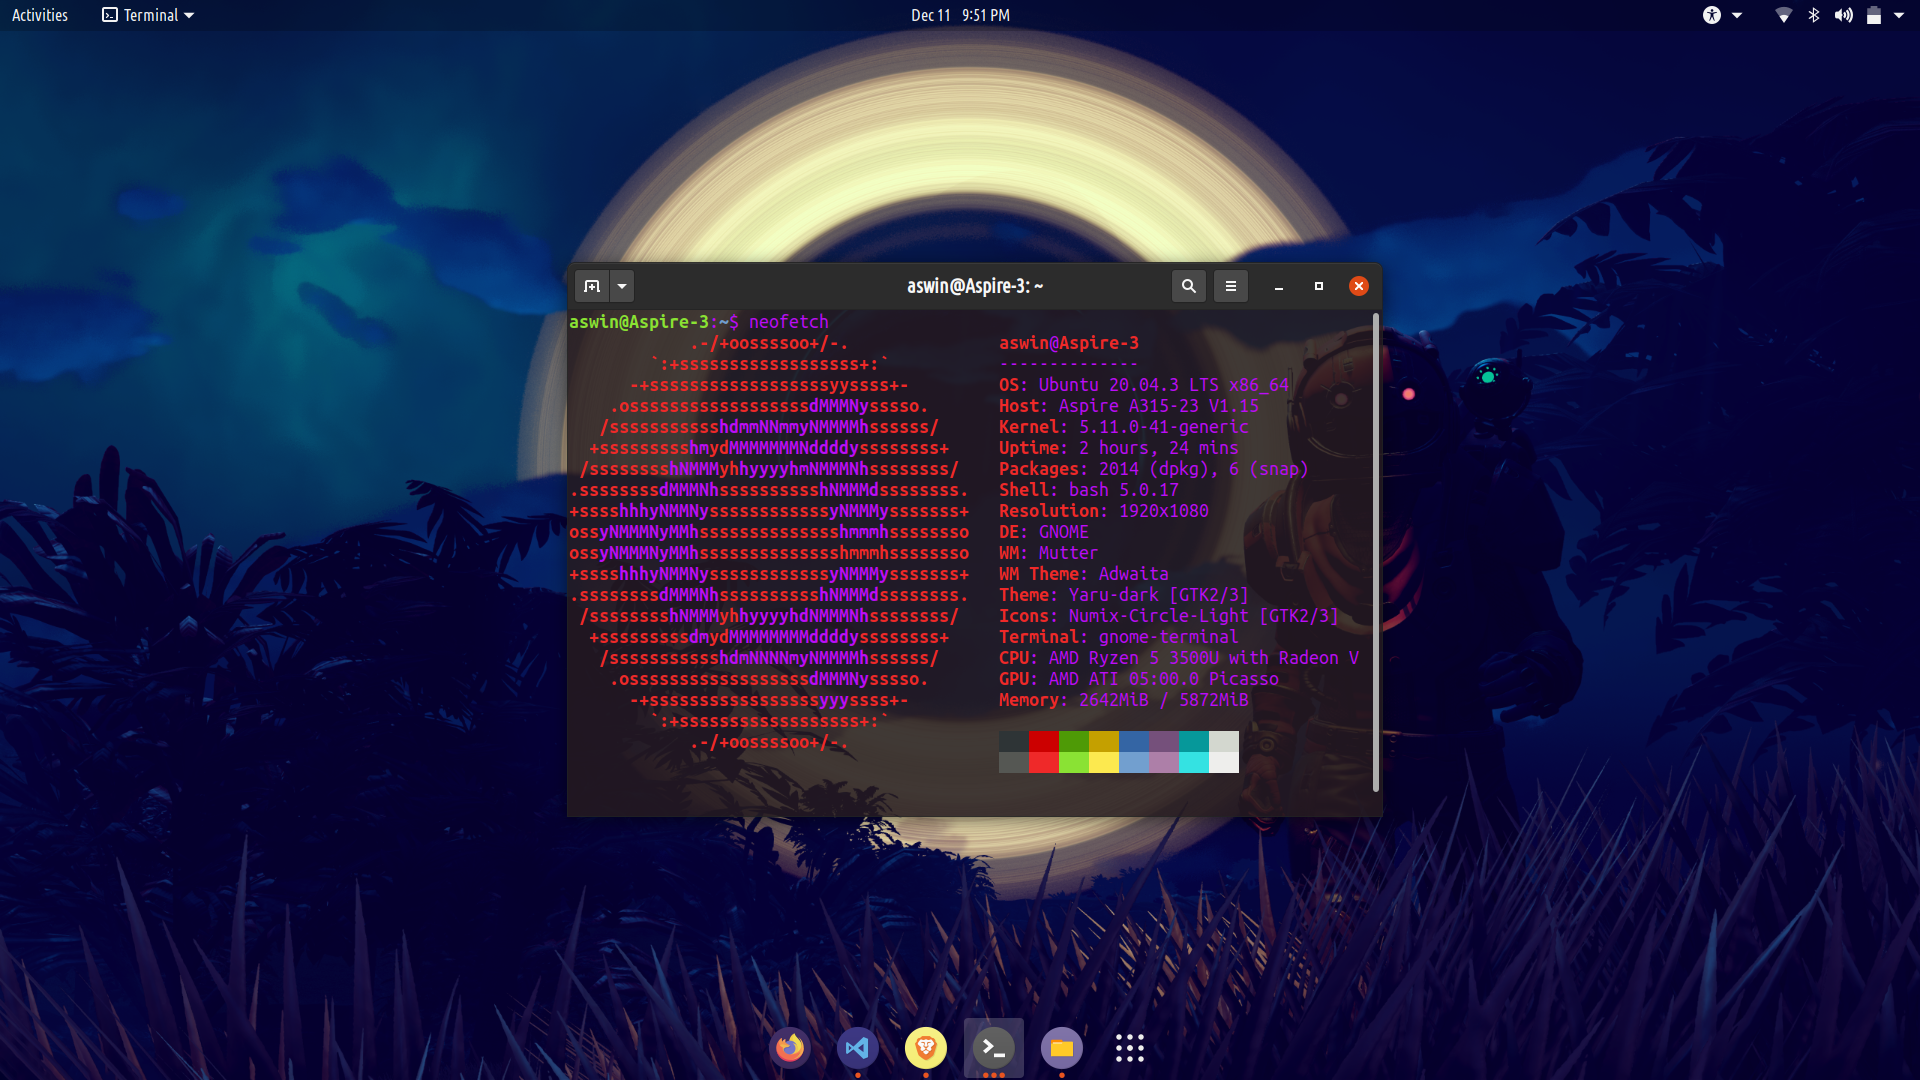 Activities Terminal Dec 11 9:51 PM
aswin@Aspire-3: ~
aswin@Aspire-3:~$ neofetch
.-/+oossssoo+/-. aswin@Aspire-3
`:+ssssssssssssssssss+:` --------------
-+ssssssssssssssssssyyssss+- OS: Ubuntu 20.04.3 LTS x86_64
.ossssssssssssssssssdMMMNysssso. Host: Aspire A315-23 V1.15
/ssssssssssshdmmNNmmyNMMMMhssssss/ Kernel: 5.11.0-41-generic
+ssssssssshmydMMMMMMMNddddyssssssss+ Uptime: 2 hours, 24 mins
/sssssssshNMMMyhhyyyyhmNMMMNhssssssss/ Packages: 2014 (dpkg), 6 (snap)
.ssssssssdMMMNhsssssssssshNMMMdssssssss. Shell: bash 5.0.17
+sssshhhyNMMNyssssssssssssyNMMMysssssss+ Resolution: 1920x1080
ossyNMMMNyMMhsssssssssssssshmmmhssssssso DE: GNOME
ossyNMMMNyMMhsssssssssssssshmmmhssssssso WM: Mutter
+sssshhhyNMMNyssssssssssssyNMMMysssssss+ WM Theme: Adwaita
.ssssssssdMMMNhsssssssssshNMMMdssssssss. Theme: Yaru-dark [GTK2/3]
/sssssssshNMMMyhhyyyyhdNMMMNhssssssss/ Icons: Numix-Circle-Light [GTK2/3]
+sssssssssdmydMMMMMMMMddddyssssssss+ Terminal: gnome-terminal
/ssssssssssshdmNNNNmyNMMMMhssssss/ CPU: AMD Ryzen 5 3500U with Radeon V
.ossssssssssssssssssdMMMNysssso. GPU: AMD ATI 05:00.0 Picasso
-+sssssssssssssssssyyyssss+- Memory: 2642MiB / 5872MiB
`:+ssssssssssssssssss+:`
.-/+oossssoo+/-.